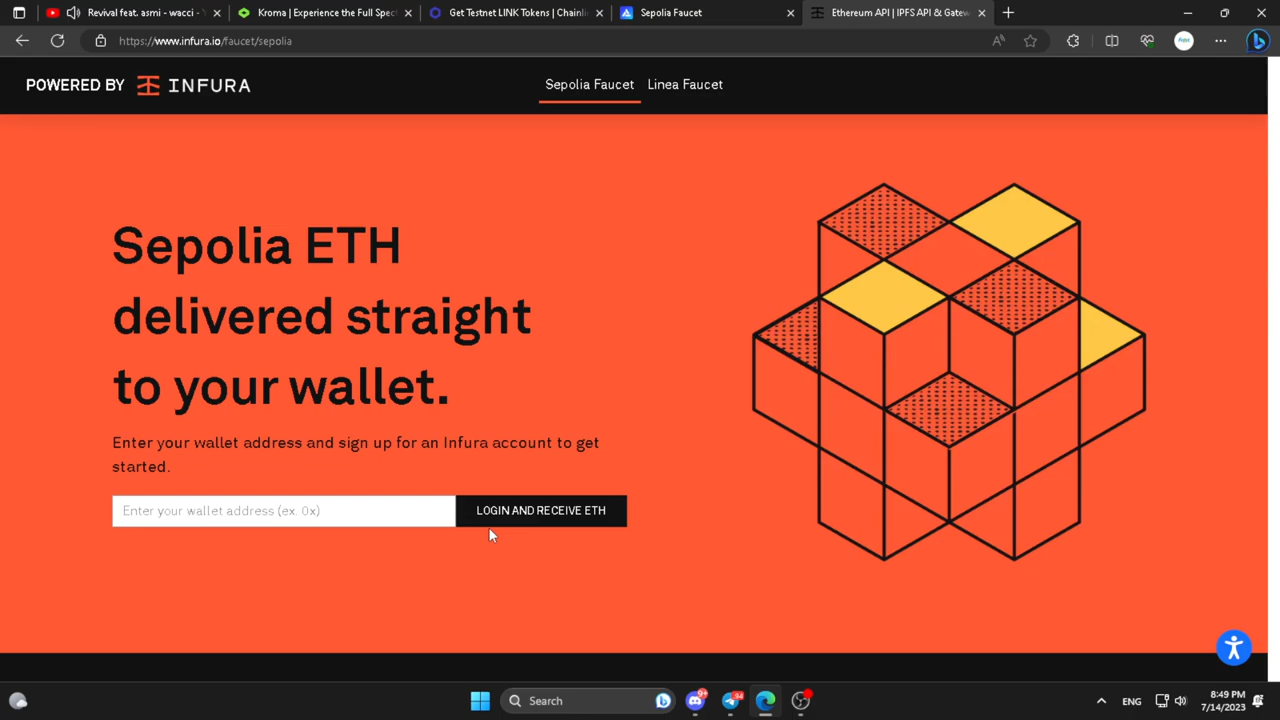 Revival feat. asmi - wacci -
Kroma | Experience the Full Spec
Get Testnet LINK Tokens | Chainli
Sepolia Faucet
Ethereum API | IPFS API & Gatew
https://www.infura.io/faucet/sepolia
POWERED BY INFURA
Sepolia Faucet
Linea Faucet
Sepolia ETH
delivered straight
to your wallet.
Enter your wallet address and sign up for an Infura account to get
started.
Enter your wallet address (ex. 0x)
LOGIN AND RECEIVE ETH
Search
ENG
8:49 PM
7/14/2023